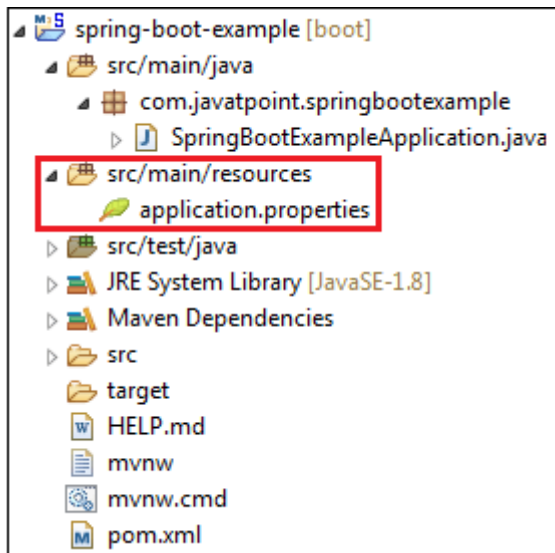 spring-boot-example [boot]
src/main/java
com.javatpoint.springbootexample
SpringBootExampleApplication.java
src/main/resources
application.properties
src/test/java
JRE System Library [JavaSE-1.8]
Maven Dependencies
src
target
HELP.md
mvnw
mvnw.cmd
pom.xml